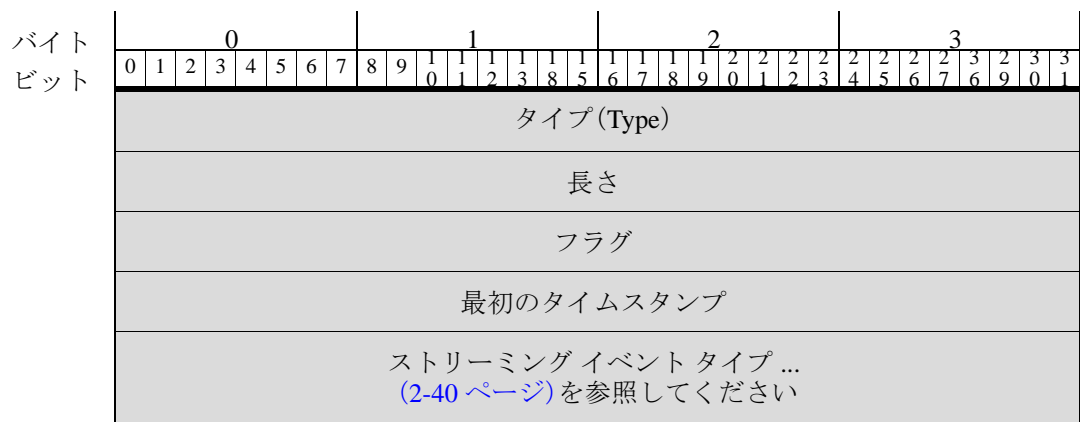 バイト 0 1 2 3
ビット 0 1 2 3 4 5 6 7 8 9 10 11 12 13 18 15 16 17 18 19 20 21 22 23 24 25 26 27 36 29 30 31
タイプ(Type)
長さ
フラグ
最初のタイムスタンプ
ストリーミング イベント タイプ ...
(2-40 ページ)を参照してください